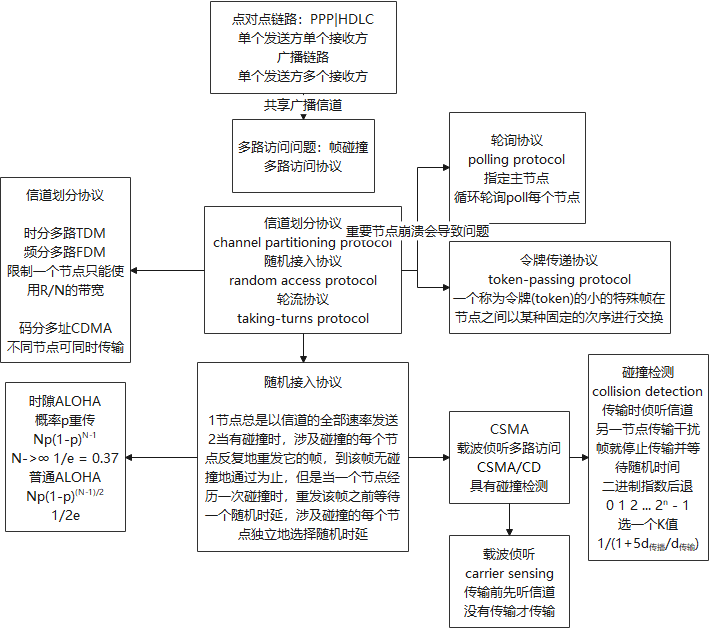 点对点链路：PPP|HDLC
单个发送方单个接收方
广播链路
单个发送方多个接收方
共享广播信道
多路访问问题：帧碰撞
多路访问协议
轮询协议
polling protocol
指定主节点
循环轮询poll每个节点
信道划分协议
时分多路TDM
频分多路FDM
限制一个节点只能使
用R/N的带宽
码分多址CDMA
不同节点可同时传输
信道划分协议
channel partitioning protocol
随机接入协议
random access protocol
轮流协议
taking-turns protocol
重要节点崩溃会导致问题
令牌传递协议
token-passing protocol
一个称为令牌(token)的小的特殊帧在
节点之间以某种固定的次序进行交换
随机接入协议
1节点总是以信道的全部速率发送
2当有碰撞时，涉及碰撞的每个节
点反复地重发它的帧，到该帧无碰
撞地通过为止，但是当一个节点经
历一次碰撞时，重发该帧之前等待
一个随机时延，涉及碰撞的每个节
点独立地选择随机时延
时隙ALOHA
概率p重传
Np(1-p)^N-1
N->∞ 1/e = 0.37
普通ALOHA
Np(1-p)^(N-1)/2
1/2e
CSMA
载波侦听多路访问
CSMA/CD
具有碰撞检测
碰撞检测
collision detection
传输时侦听信道
另一节点传输干扰
帧就停止传输并等
待随机时间
二进制指数后退
0 1 2 ... 2^n - 1
选一个K值
1/(1+5d传播/d传输)
载波侦听
carrier sensing
传输前先听信道
没有传输才传输